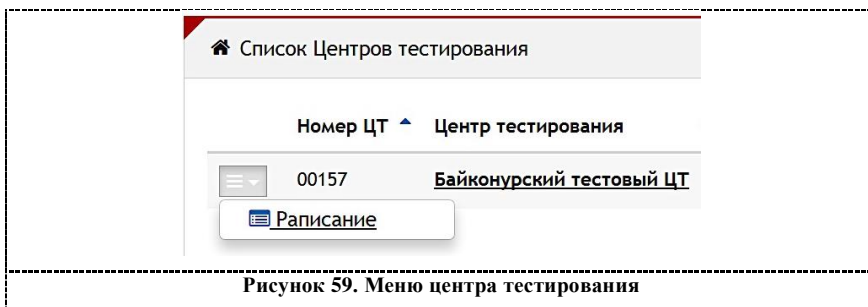 Список Центров тестирования
Номер ЦТ Центр тестирования
00157 Байконурский тестовый ЦТ
Раписание
Рисунок 59. Меню центра тестирования